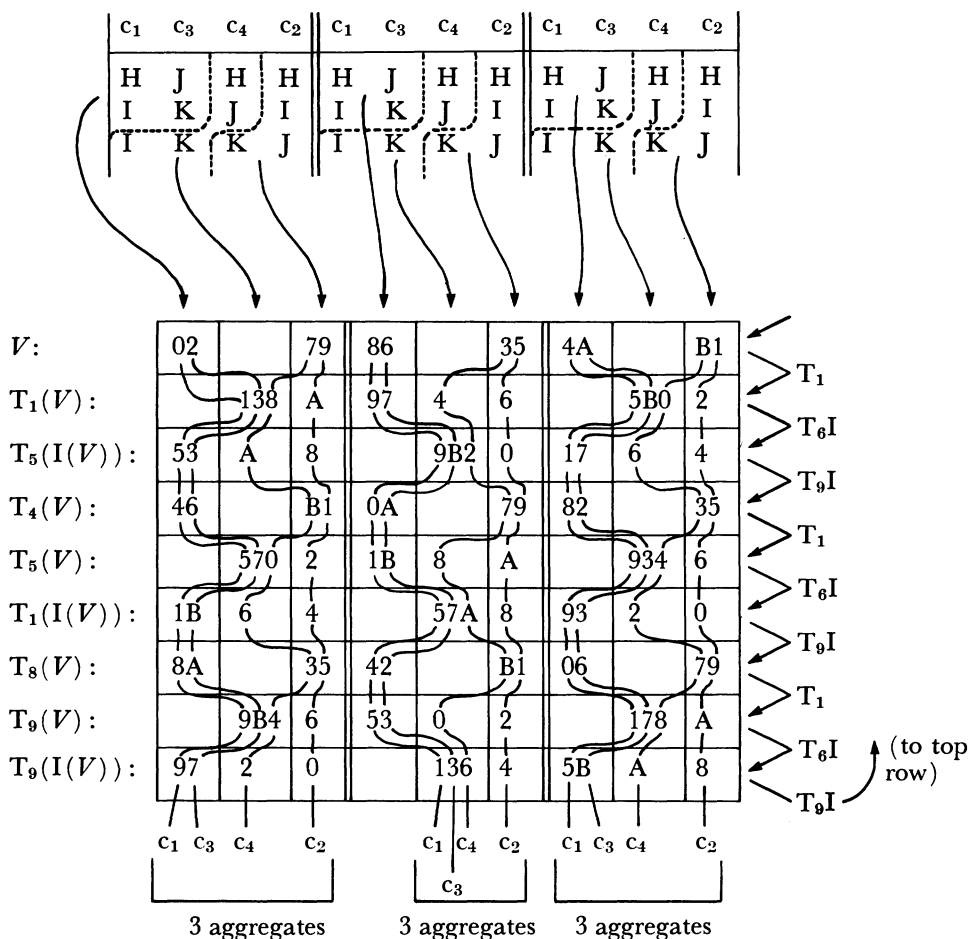 c₁ c₃ c₄ c₂ c₁ c₃ c₄ c₂ c₁ c₃ c₄ c₂
H J H H H J H H H J H H
I K J I I K J I I K J I
I K K J I K K J I K K J
V: 02 79 86 35 4A B1
T₁
T₁(V): 138 A 97 4 6 5B0 2
T₆I
T₅(I(V)): 53 A 8 9B2 0 17 6 4
T₉I
T₄(V): 46 B1 0A 79 82 35
T₁
T₅(V): 570 2 1B 8 A 934 6
T₆I
T₁(I(V)): 1B 6 4 57A 8 93 2 0
T₉I
T₈(V): 8A 35 42 B1 06 79
T₁
T₉(V): 9B4 6 53 0 2 178 A
T₆I (to top
row)
T₉(I(V)): 97 2 0 136 4 5B A 8
T₉I
c₁ c₃ c₄ c₂ c₁ c₄ c₂ c₁ c₃ c₄ c₂
c₃
3 aggregates 3 aggregates 3 aggregates